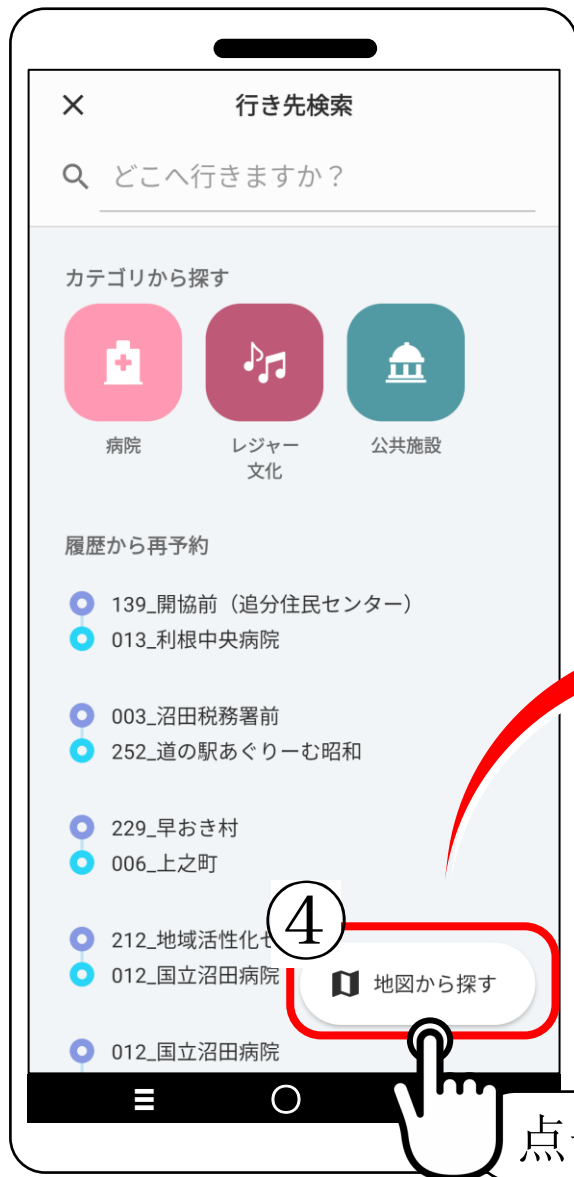 行き先検索
どこへ行きますか？
カテゴリから探す
病院
レジャー
文化
公共施設
履歴から再予約
139_開協前（追分住民センター）
013_利根中央病院
003_沼田税務署前
252_道の駅あぐりーむ昭和
229_早おき村
006_上之町
212_地域活性化
④
012_国立沼田病院
地図から探す
012_国立沼田病院
点